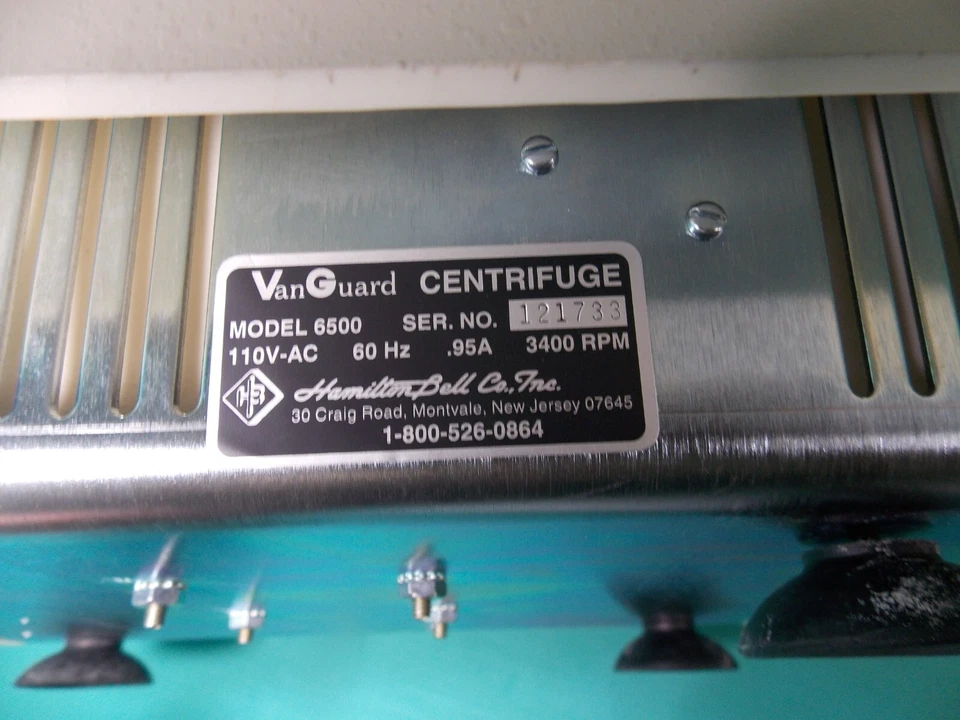 VanGuard CENTRIFUGE
MODEL 6500 SER. NO. 121733
110V-AC 60 Hz .95A 3400 RPM
Hamilton Bell Co., Inc.
30 Craig Road, Montvale, New Jersey 07645
1-800-526-0864